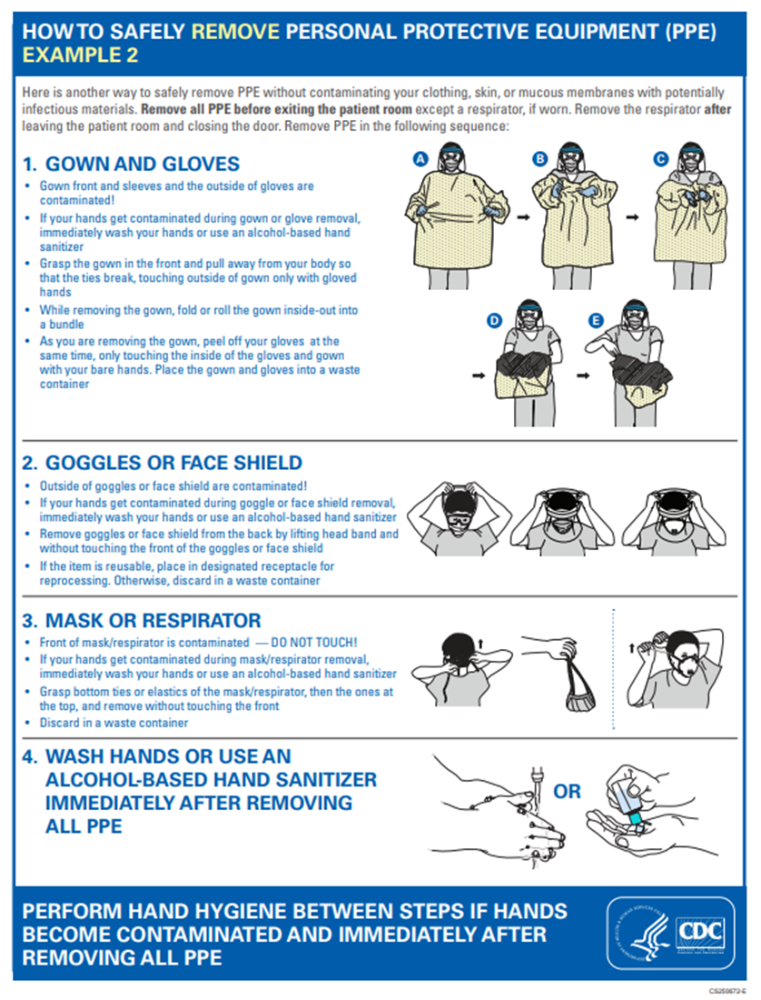 HOW TO SAFELY REMOVE PERSONAL PROTECTIVE EQUIPMENT (PPE)
EXAMPLE 2
Here is another way to safely remove PPE without contaminating your clothing, skin, or mucous membranes with potentially
infectious materials. Remove all PPE before exiting the patient room except a respirator, if worn. Remove the respirator after
leaving the patient room and closing the door. Remove PPE in the following sequence:
1. GOWN AND GLOVES
• Gown front and sleeves and the outside of gloves are
contaminated!
• If your hands get contaminated during gown or glove removal,
immediately wash your hands or use an alcohol-based hand
sanitizer
• Grasp the gown in the front and pull away from your body so
that the ties break, touching outside of gown only with gloved
hands
• While removing the gown, fold or roll the gown inside-out into
a bundle
• As you are removing the gown, peel off your gloves at the
same time, only touching the inside of the gloves and gown
with your bare hands. Place the gown and gloves into a waste
container
A
B
C
D
E
2. GOGGLES OR FACE SHIELD
• Outside of goggles or face shield are contaminated!
• If your hands get contaminated during goggle or face shield removal,
immediately wash your hands or use an alcohol-based hand sanitizer
• Remove goggles or face shield from the back by lifting head band and
without touching the front of the goggles or face shield
• If the item is reusable, place in designated receptacle for
reprocessing. Otherwise, discard in a waste container
3. MASK OR RESPIRATOR
• Front of mask/respirator is contaminated — DO NOT TOUCH!
• If your hands get contaminated during mask/respirator removal,
immediately wash your hands or use an alcohol-based hand sanitizer
• Grasp bottom ties or elastics of the mask/respirator, then the ones at
the top, and remove without touching the front
• Discard in a waste container
4. WASH HANDS OR USE AN
ALCOHOL-BASED HAND SANITIZER
IMMEDIATELY AFTER REMOVING
ALL PPE
OR
PERFORM HAND HYGIENE BETWEEN STEPS IF HANDS
BECOME CONTAMINATED AND IMMEDIATELY AFTER
REMOVING ALL PPE
CDC
CS250672-E